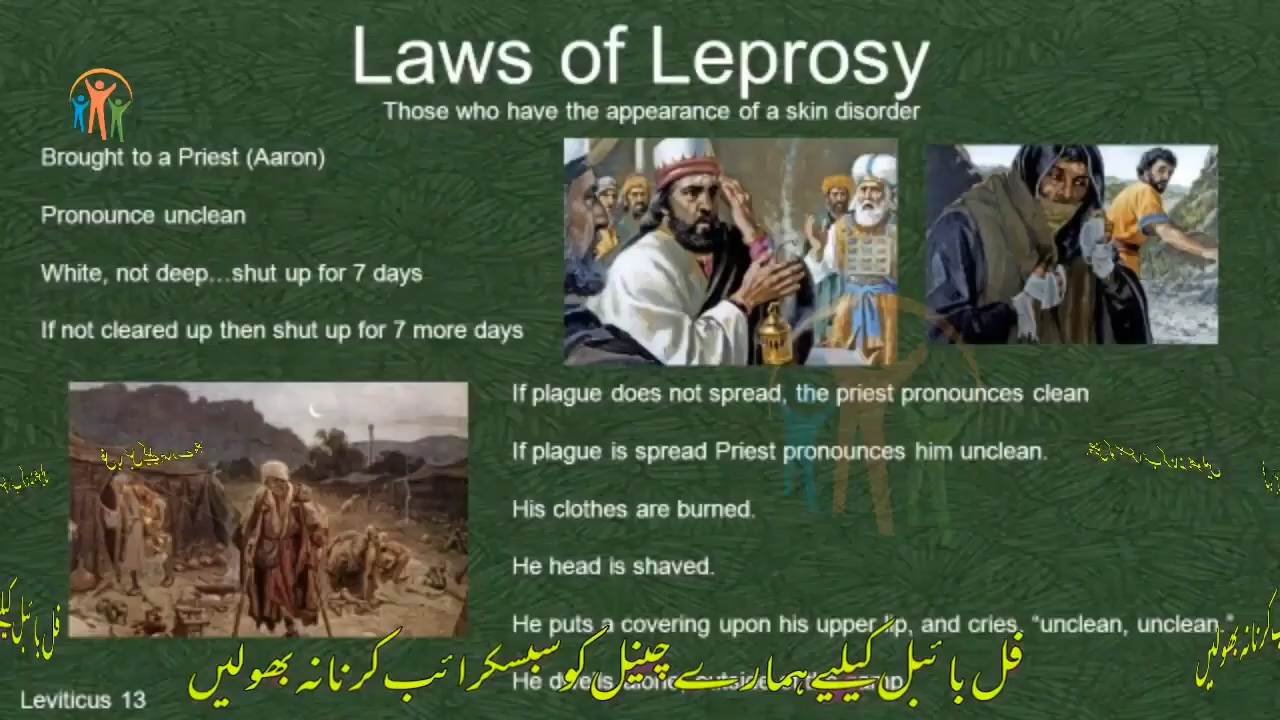 Laws of Leprosy
Those who have the appearance of a skin disorder
Brought to a Priest (Aaron)
Pronounce unclean
White, not deep...shut up for 7 days
If not cleared up then shut up for 7 more days
If plague does not spread, the priest pronounces clean
If plague is spread Priest pronounces him unclean.
His clothes are burned.
He head is shaved.
He puts a covering upon his upper lip, and cries, “unclean, unclean.”
فل بائبل کیلیے ہمارے چینل کو سبسکرائب کرنا نہ بھولیں
He dwells alone, outside
Leviticus 13